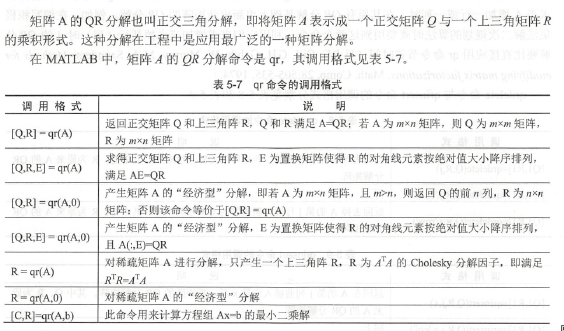 矩阵 A 的 QR 分解也叫正交三角分解,即将矩阵 A 表示成一个正交矩阵 Q 与一个上三角矩阵 R
的乘积形式。这种分解在工程中是应用最广泛的一种矩阵分解。
在 MATLAB 中,矩阵 A 的 QR 分解命令是 qr,其调用格式见表 5-7。
表 5-7 qr 命令的调用格式
调用格式 说明
[Q,R] = qr(A) 返回正交矩阵 Q 和上三角阵 R,Q 和 R 满足 A=QR;若 A 为 m×n 矩阵,则 Q 为 m×m 矩阵,
R 为 m×n 矩阵
[Q,R,E] = qr(A) 求得正交矩阵 Q 和上三角阵 R,E 为置换矩阵使得 R 的对角线元素按绝对值大小降序排列,
满足 AE=QR
[Q,R] = qr(A,0) 产生矩阵 A 的“经济型”分解,即若 A 为 m×n 矩阵,且 m>n,则返回 Q 的前 n 列,R 为 n×n
矩阵;否则该命令等价于[Q,R] = qr(A)
[Q,R,E] = qr(A,0) 产生矩阵 A 的“经济型”分解,E 为置换矩阵使得 R 的对角线元素按绝对值大小降序排列,
且 A(:,E)=QR
R = qr(A) 对稀疏矩阵 A 进行分解,只产生一个上三角阵 R,R 为 AᵀA 的 Cholesky 分解因子,即满足
RᵀR=AᵀA
R = qr(A,0) 对稀疏矩阵 A 的“经济型”分解
[C,R]=qr(A,b) 此命令用来计算方程组 Ax=b 的最小二乘解